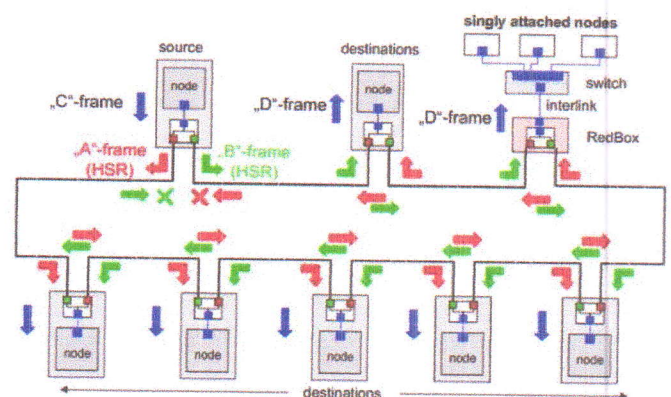 singly attached nodes
source
destinations
node
node
switch
„C“-frame
„D“-frame
„D“-frame
interlink
RedBox
„A“-frame
(HSR)
„B“-frame
(HSR)
node
node
node
node
node
destinations